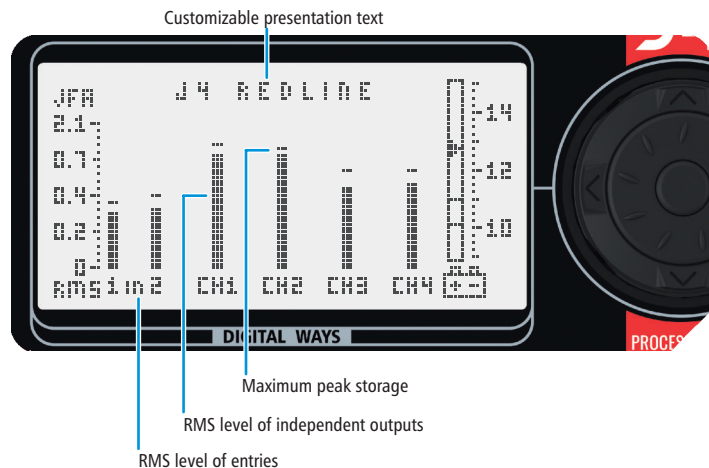 Customizable presentation text
JFA
J4 REDLINE
2.1
0.7
0.4
0.2
0
14
12
10
RMS 1 in 2 CH1 CH2 CH3 CH4 + -
DIGITAL WAYS
Maximum peak storage
RMS level of independent outputs
RMS level of entries